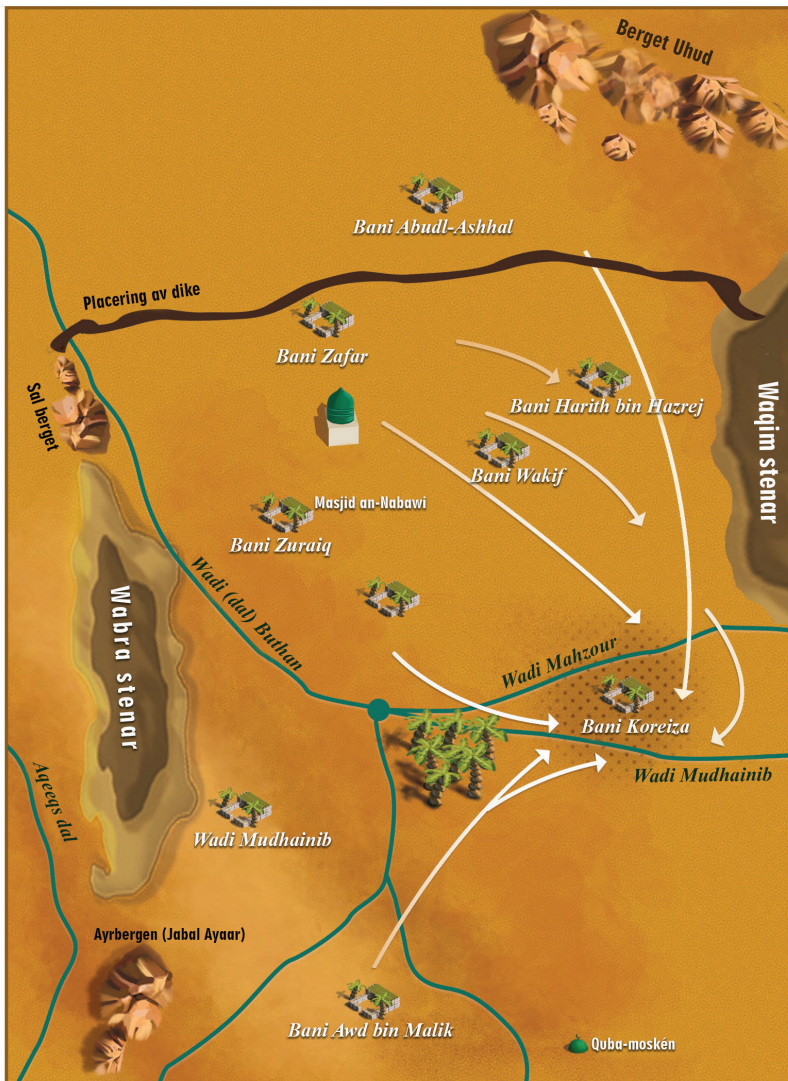 Berget Uhud
Bani Abudl-Ashhal
Placering av dike
Bani Zafar
Sal berget
Bani Harith bin Hazrej
Waqim stenar
Bani Wakif
Masjid an-Nabawi
Bani Zuraiq
Wabra stenar
Wadi (dal) Buthan
Wadi Mahzour
Bani Koreiza
Wadi Mudhainib
Aqeeqs dal
Wadi Mudhainib
Ayrbergen (Jabal Ayaar)
Bani Awd bin Malik
Quba-moskén